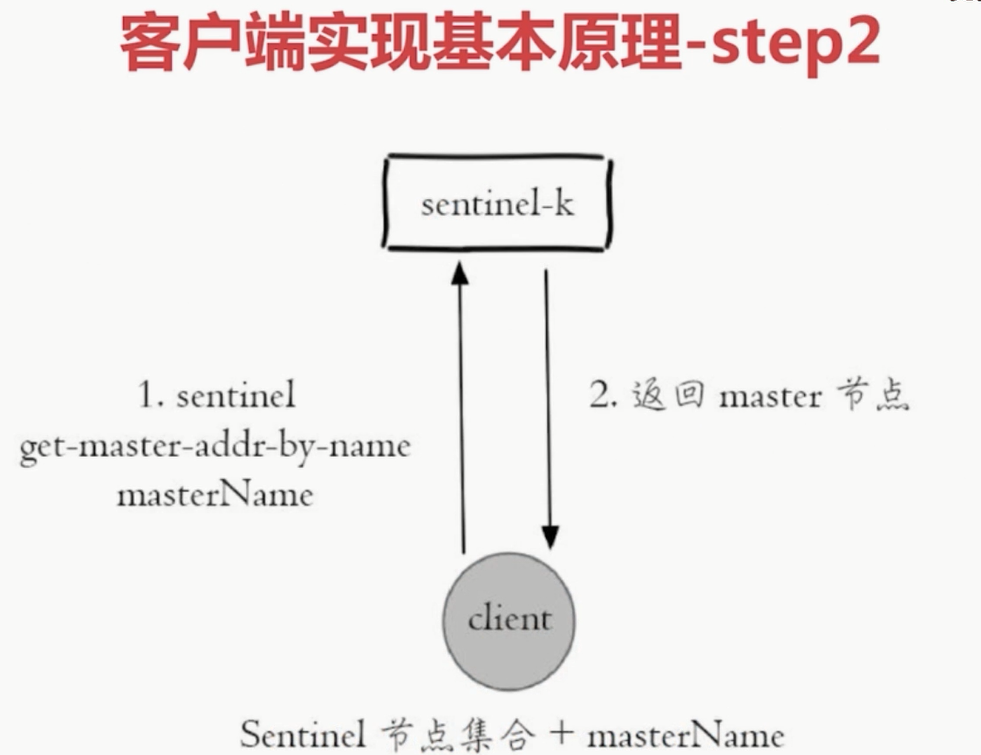 客户端实现基本原理-step2
sentinel-k
1. sentinel
get-master-addr-by-name
masterName
2. 返回 master 节点
client
Sentinel 节点集合 + masterName